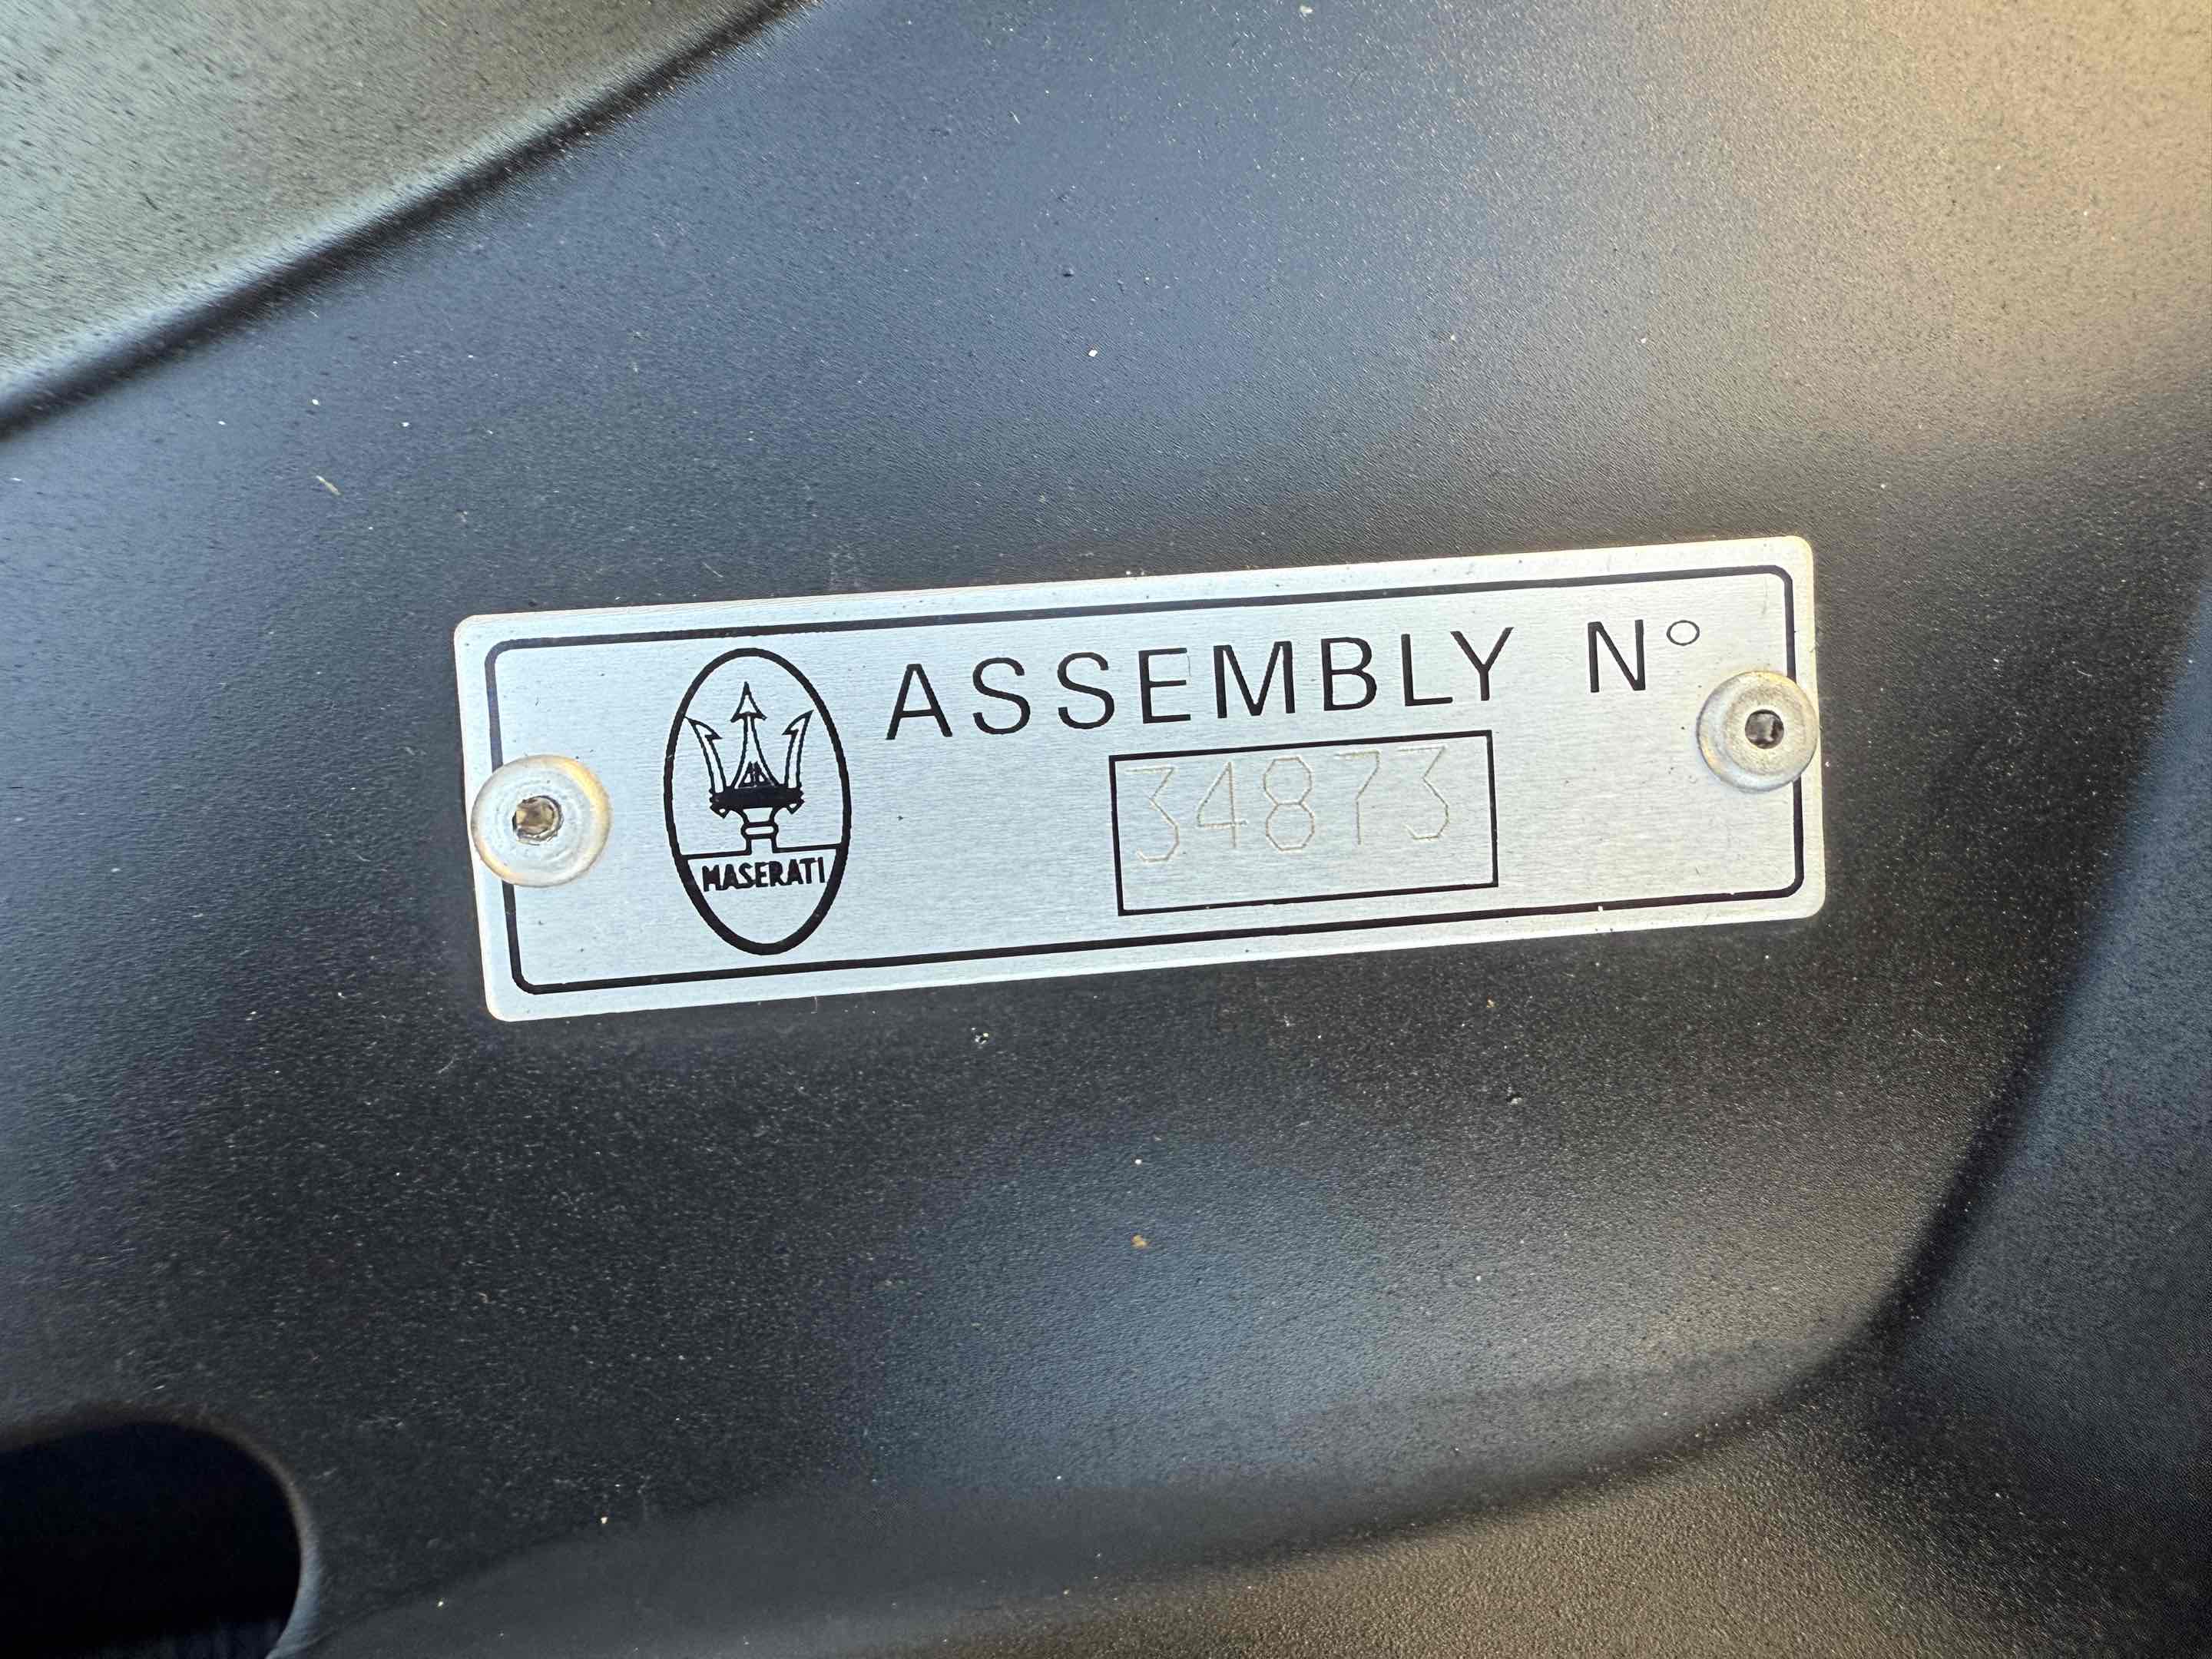 ASSEMBLY N°
34873
MASERATI